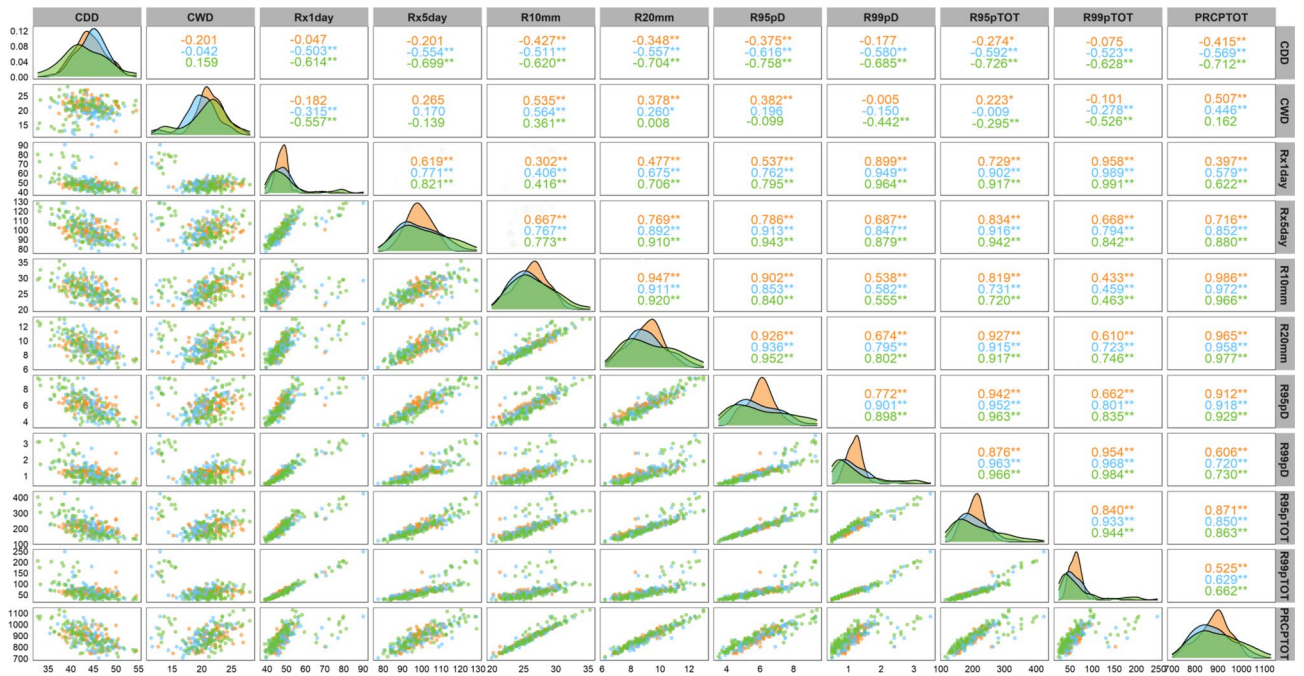 CDD CWD Rx1day Rx5day R10mm R20mm R95pD R99pD R95pTOT R99pTOT PRCPTOT
0.12 -0.201 -0.047 -0.201 -0.427** -0.348** -0.375** -0.177 -0.274* -0.075 -0.415**
0.08 -0.042 -0.503** -0.554** -0.511** -0.557** -0.616** -0.580** -0.592** -0.523** -0.569** CDD
0.04 0.159 -0.614** -0.699** -0.620** -0.704** -0.758** -0.685** -0.726** -0.628** -0.712**
0.00
25 -0.182 0.265 0.535** 0.378** 0.382** -0.005 0.223* -0.101 0.507**
20 -0.315** 0.170 0.564** 0.260* 0.196 -0.150 -0.009 -0.278** 0.446** CWD
15 -0.557** -0.139 0.361** 0.008 -0.099 -0.442** -0.295** -0.526** 0.162
90
80 0.619** 0.302** 0.477** 0.537** 0.899** 0.729** 0.958** 0.397**
70 0.771** 0.406** 0.675** 0.762** 0.949** 0.902** 0.989** 0.579** Rx1day
60 0.821** 0.416** 0.706** 0.795** 0.964** 0.917** 0.991** 0.622**
50
40
130
120 0.667** 0.769** 0.786** 0.687** 0.834** 0.668** 0.716**
110 0.767** 0.892** 0.913** 0.847** 0.916** 0.794** 0.852** Rx5day
100 0.773** 0.910** 0.943** 0.879** 0.942** 0.842** 0.880**
90
80
35 0.947** 0.902** 0.538** 0.819** 0.433** 0.986**
30 0.911** 0.853** 0.582** 0.731** 0.459** 0.972** R10mm
25 0.920** 0.840** 0.555** 0.720** 0.463** 0.966**
20
12 0.926** 0.674** 0.927** 0.610** 0.965**
10 0.936** 0.795** 0.915** 0.723** 0.958** R20mm
8 0.952** 0.802** 0.917** 0.746** 0.977**
6
8 0.772** 0.942** 0.662** 0.912**
6 0.901** 0.952** 0.801** 0.918** R95pD
4 0.898** 0.963** 0.835** 0.929**
3 0.876** 0.954** 0.606**
2 0.963** 0.968** 0.720** R99pD
1 0.966** 0.984** 0.730**
400 0.840** 0.871**
300 0.933** 0.850** R95pTOT
200 0.944** 0.863**
100
250
200 0.525**
150 0.629** R99pTOT
100 0.662**
50
1100
1000
900 PRCPTOT
800
700
35 40 45 50 55 15 20 25 40 50 60 70 80 90 80 90 100 110 120 130 20 25 30 35 6 8 10 12 4 6 8 1 2 3 100 200 300 400 50 100 150 200 250 700 800 900 1000 1100